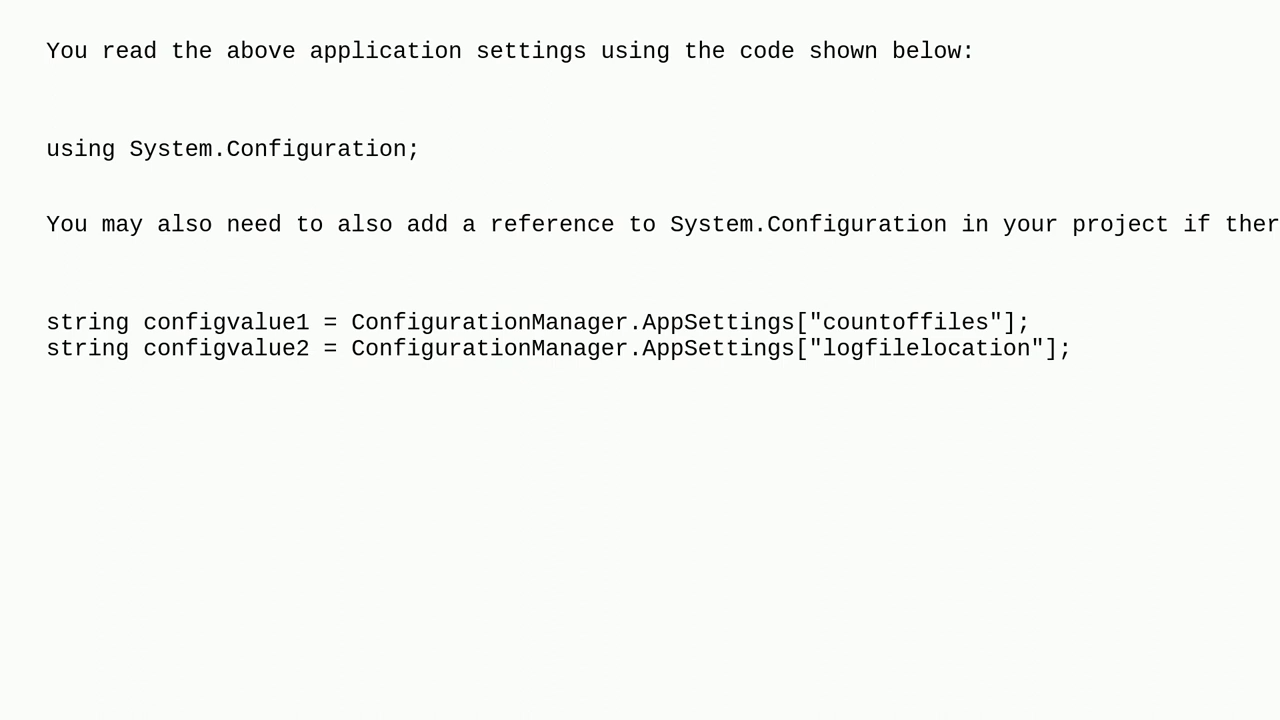 You read the above application settings using the code shown below:
using System.Configuration;
You may also need to also add a reference to System.Configuration in your project if
string configvalue1 = ConfigurationManager.AppSettings["countoffiles"];
string configvalue2 = ConfigurationManager.AppSettings["logfilelocation"];